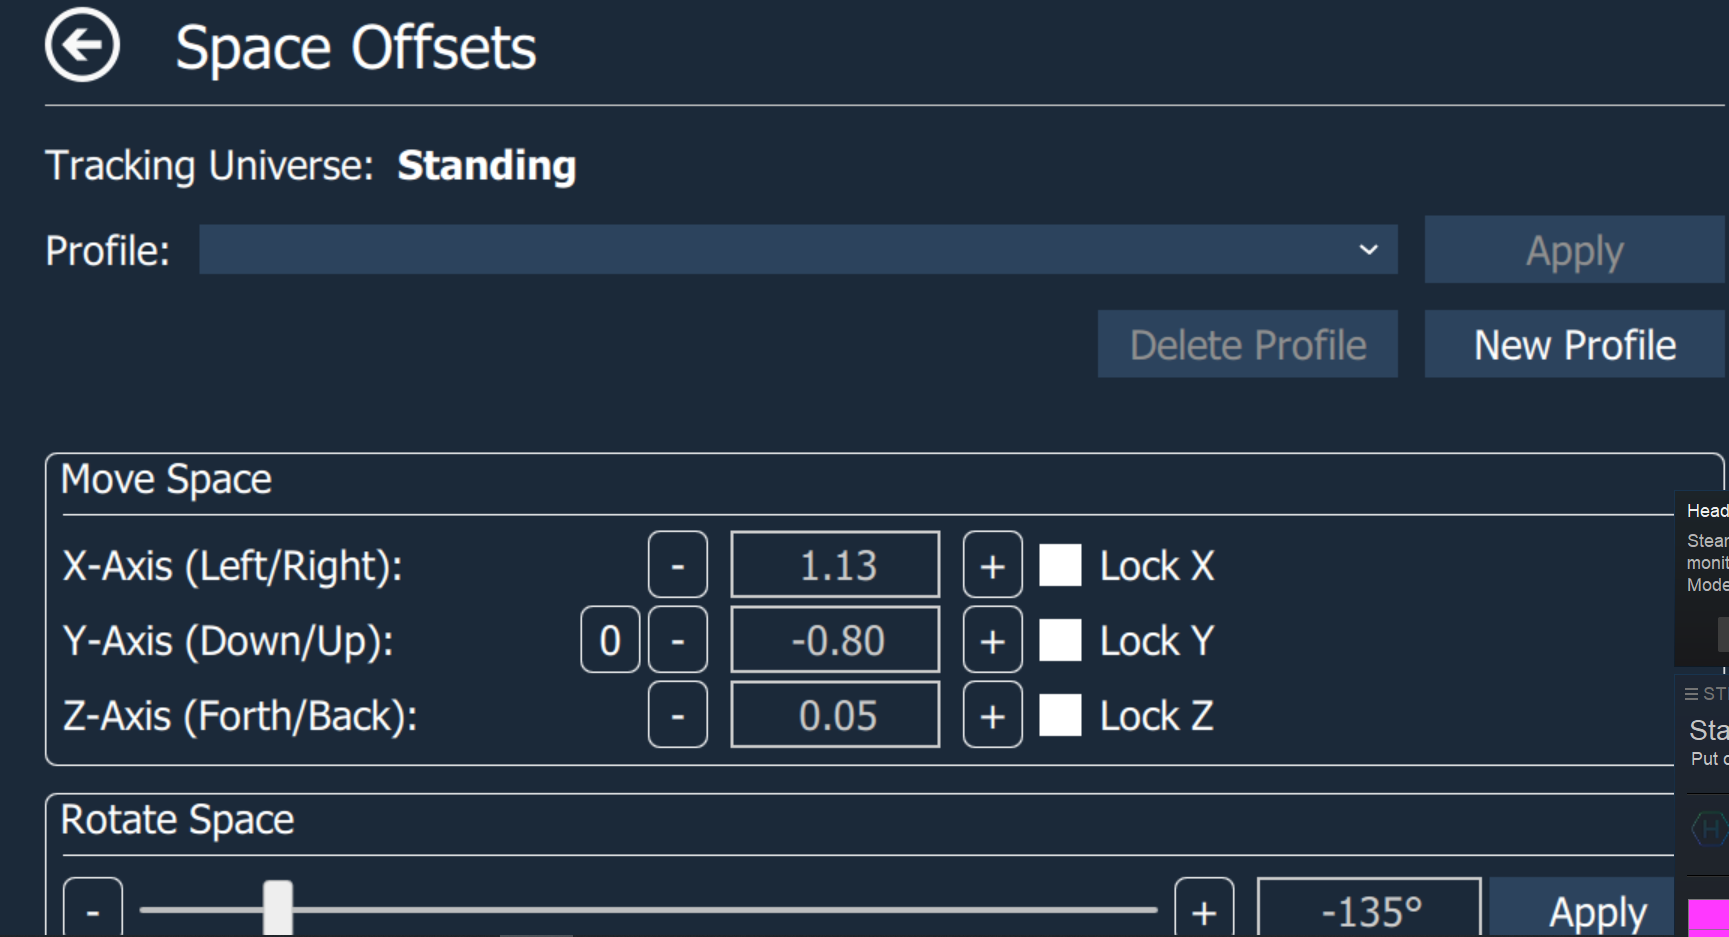 Space Offsets
Tracking Universe: Standing
Profile:
Apply
Delete Profile
New Profile
Move Space
X-Axis (Left/Right):
-
1.13
+
Lock X
Y-Axis (Down/Up):
0
-
-0.80
+
Lock Y
Z-Axis (Forth/Back):
-
0.05
+
Lock Z
Rotate Space
-
+
-135°
Apply
Head
Stear
monit
Mode
ST
Sta
Put
H